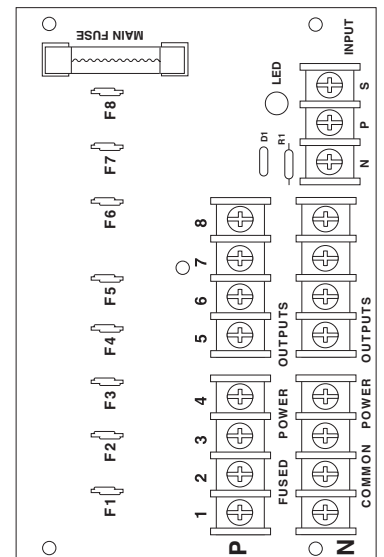 MAIN FUSE
F8
F7
F6
F5
F4
F3
F2
F1
INPUT
LED
S
P
N
D1
R1
8
7
6
5
4
3
2
1
FUSED POWER OUTPUTS
COMMON POWER OUTPUTS
P
N